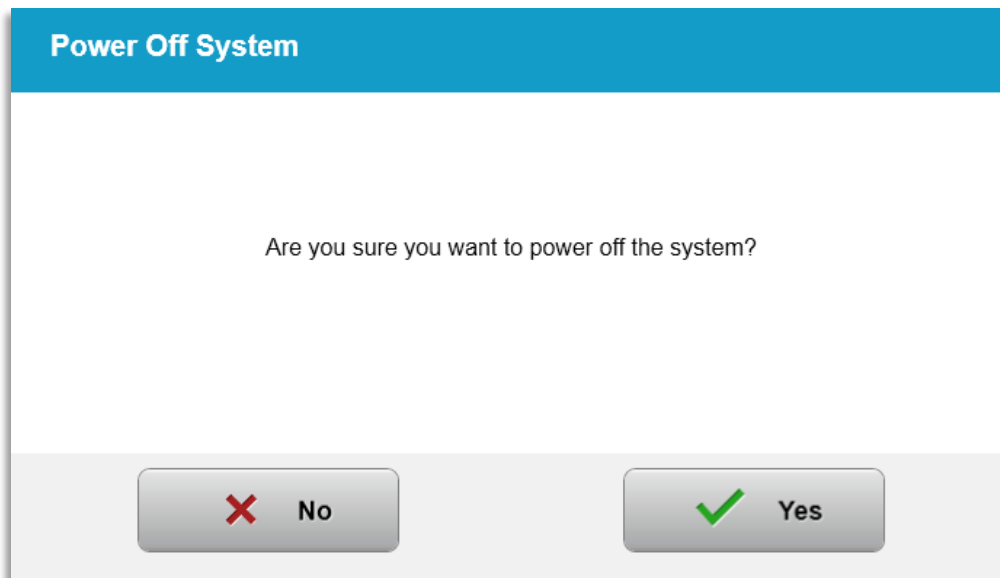 Power Off System
Are you sure you want to power off the system?
No
Yes